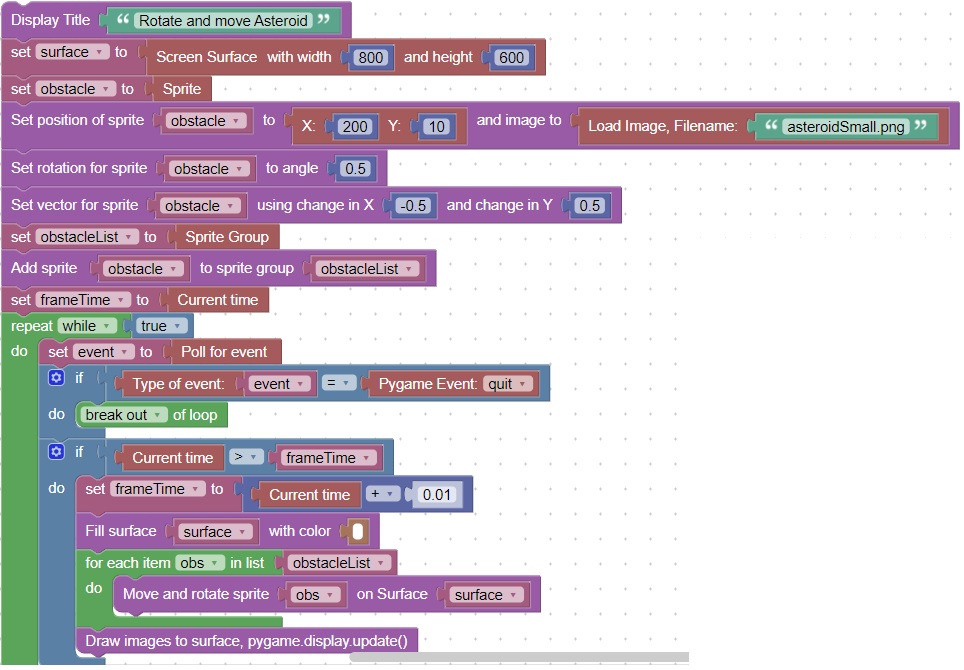 Display Title “ Rotate and move Asteroid ”
set surface to Screen Surface with width 800 and height 600
set obstacle to Sprite
Set position of sprite obstacle to X: 200 Y: 10 and image to Load Image, Filename: “ asteroidSmall.png ”
Set rotation for sprite obstacle to angle 0.5
Set vector for sprite obstacle using change in X -0.5 and change in Y 0.5
set obstacleList to Sprite Group
Add sprite obstacle to sprite group obstacleList
set frameTime to Current time
repeat while true
do set event to Poll for event
if Type of event: event = Pygame Event: quit
do break out of loop
if Current time > frameTime
do set frameTime to Current time + 0.01
Fill surface surface with color
for each item obs in list obstacleList
do Move and rotate sprite obs on Surface surface
Draw images to surface, pygame.display.update()